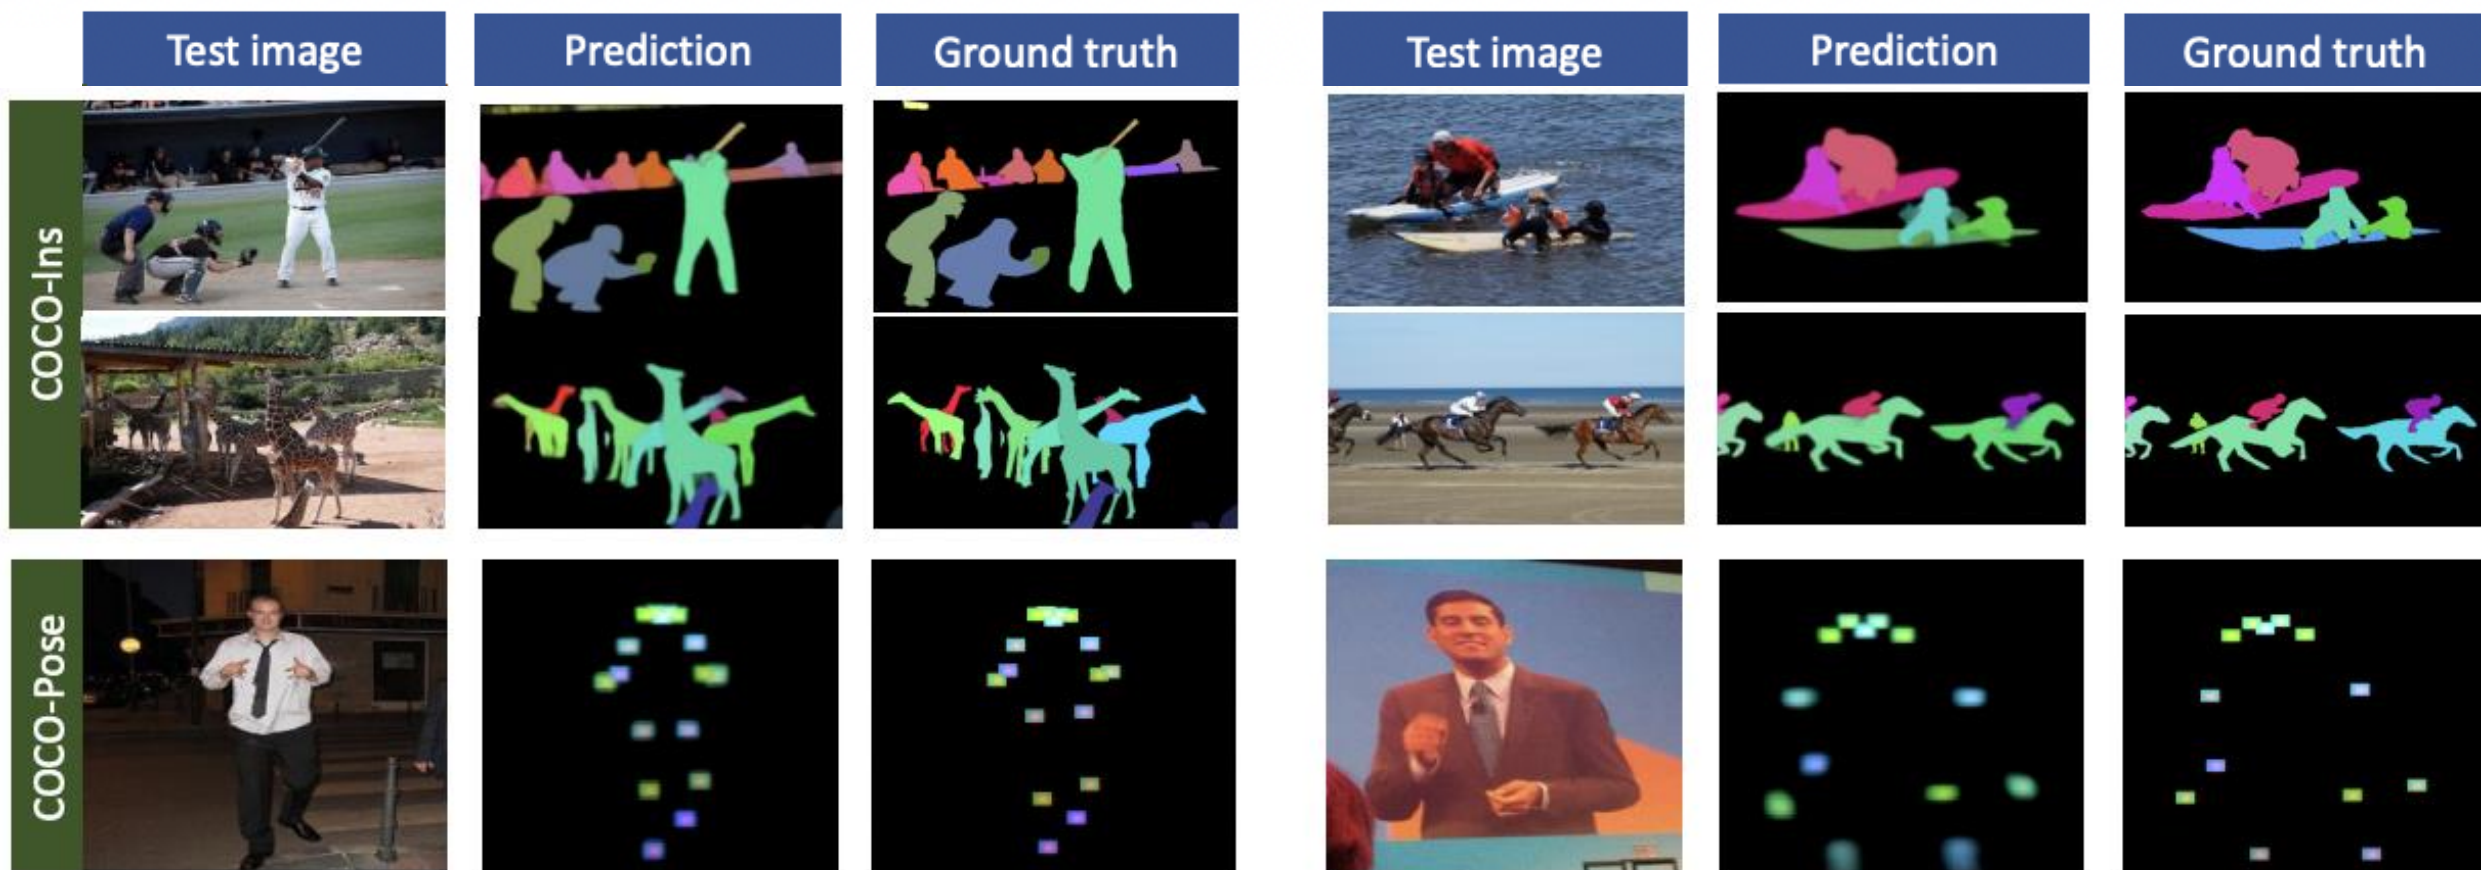 Test image
Prediction
Ground truth
Test image
Prediction
Ground truth
COCO-Ins
COCO-Pose